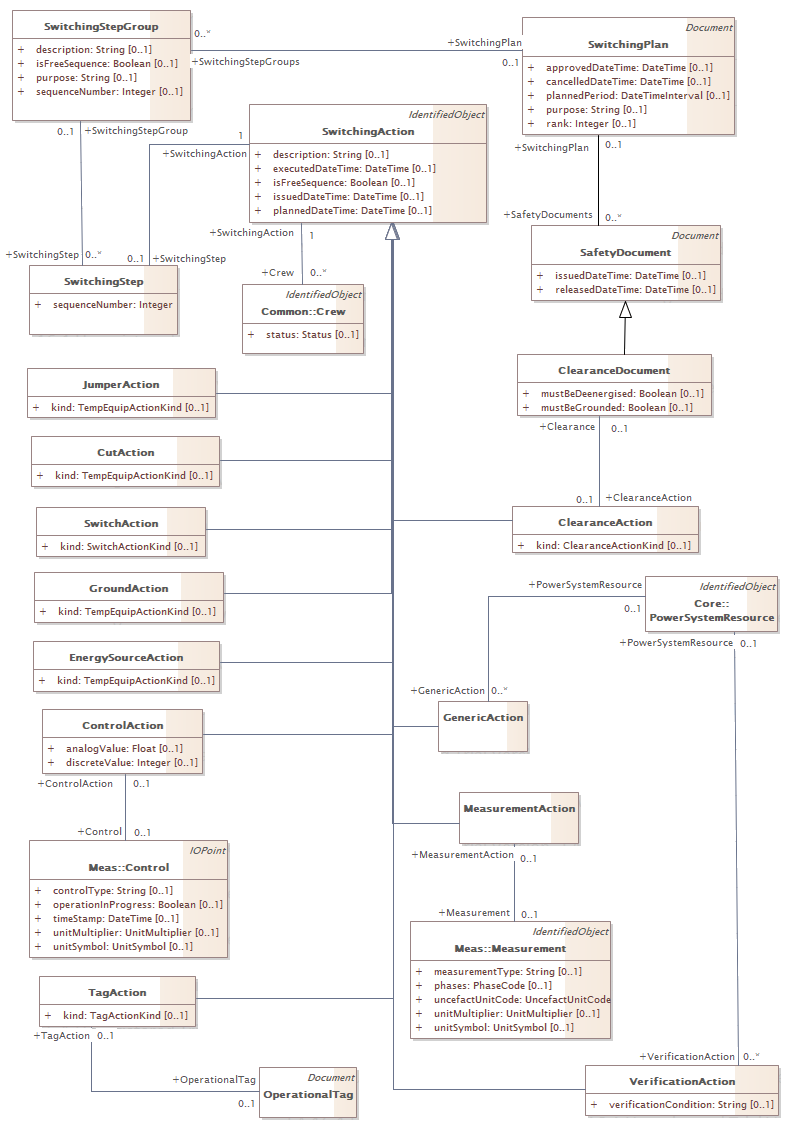 SwitchingStepGroup
+ description: String [0..1]
+ isFreeSequence: Boolean [0..1]
+ purpose: String [0..1]
+ sequenceNumber: Integer [0..1]
0..*
+SwitchingStepGroups
+SwitchingPlan
0..1
Document
SwitchingPlan
+ approvedDateTime: DateTime [0..1]
+ cancelledDateTime: DateTime [0..1]
+ plannedPeriod: DateTimeInterval [0..1]
+ purpose: String [0..1]
+ rank: Integer [0..1]
0..1
+SwitchingStepGroup
1
+SwitchingAction
IdentifiedObject
SwitchingAction
+ description: String [0..1]
+ executedDateTime: DateTime [0..1]
+ isFreeSequence: Boolean [0..1]
+ issuedDateTime: DateTime [0..1]
+ plannedDateTime: DateTime [0..1]
+SwitchingPlan
0..1
+SafetyDocuments
0..*
+SwitchingAction
1
+SwitchingStep
0..*
0..1
+SwitchingStep
+Crew
0..*
Document
SafetyDocument
+ issuedDateTime: DateTime [0..1]
+ releasedDateTime: DateTime [0..1]
SwitchingStep
+ sequenceNumber: Integer
IdentifiedObject
Common::Crew
+ status: Status [0..1]
ClearanceDocument
+ mustBeDeenergised: Boolean [0..1]
+ mustBeGrounded: Boolean [0..1]
JumperAction
+ kind: TempEquipActionKind [0..1]
+Clearance
0..1
CutAction
+ kind: TempEquipActionKind [0..1]
0..1
+ClearanceAction
SwitchAction
+ kind: SwitchActionKind [0..1]
ClearanceAction
+ kind: ClearanceActionKind [0..1]
GroundAction
+ kind: TempEquipActionKind [0..1]
+PowerSystemResource
0..1
IdentifiedObject
Core::
PowerSystemResource
+PowerSystemResource
0..1
EnergySourceAction
+ kind: TempEquipActionKind [0..1]
+GenericAction
0..*
GenericAction
ControlAction
+ analogValue: Float [0..1]
+ discreteValue: Integer [0..1]
+ControlAction
0..1
MeasurementAction
+Control
0..1
+MeasurementAction
0..1
IOPoint
Meas::Control
+ controlType: String [0..1]
+ operationInProgress: Boolean [0..1]
+ timeStamp: DateTime [0..1]
+ unitMultiplier: UnitMultiplier [0..1]
+ unitSymbol: UnitSymbol [0..1]
+Measurement
0..1
IdentifiedObject
Meas::Measurement
+ measurementType: String [0..1]
+ phases: PhaseCode [0..1]
+ uncefactUnitCode: UncefactUnitCode
+ unitMultiplier: UnitMultiplier [0..1]
+ unitSymbol: UnitSymbol [0..1]
TagAction
+ kind: TagActionKind [0..1]
+TagAction
0..1
+OperationalTag
0..1
Document
OperationalTag
+VerificationAction
0..*
VerificationAction
+ verificationCondition: String [0..1]